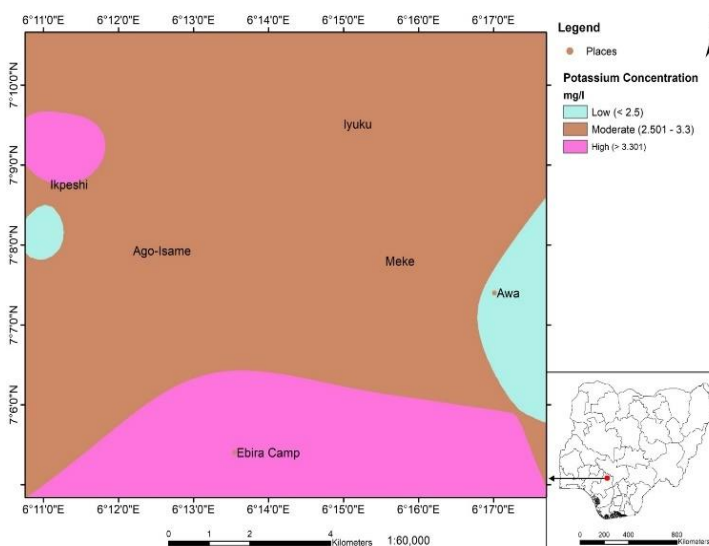 6°11'0"E 6°12'0"E 6°13'0"E 6°14'0"E 6°15'0"E 6°16'0"E 6°17'0"E
Legend
Places
Potassium Concentration
mg/l
Low (< 2.5)
Moderate (2.501 - 3.3)
High (> 3.301)
7°10'0"N
7°9'0"N
7°8'0"N
7°7'0"N
7°6'0"N
Iyuku
Ikpeshi
Ago-Isame
Meke
Awa
Ebira Camp
6°11'0"E 6°12'0"E 6°13'0"E 6°14'0"E 6°15'0"E 6°16'0"E 6°17'0"E
0 1 2 4
Kilometers
1:60,000
0 200 400 800
Kilometers